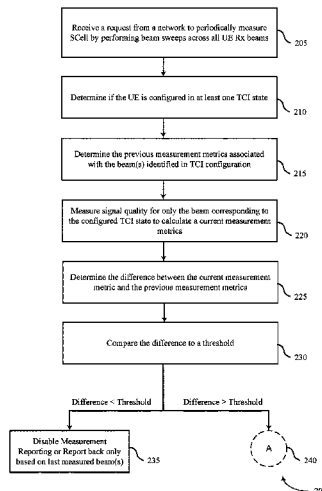 Receive a request from a network to periodically measure
SCell by performing beam sweeps across all UE Rx beams
205
Determine if the UE is configured in at least one TCI state
210
Determine the previous measurement metrics associated
with the beam(s) identified in TCI configuration
215
Measure signal quality for only the beam corresponding to
the configured TCI state to calculate a current measurement
metrics
220
Determine the difference between the current measurement
metric and the previous measurement metrics
225
Compare the difference to a threshold
230
Difference < Threshold
Difference > Threshold
Disable Measurement
Reporting or Report back only
based on last measured beam(s)
235
A
240